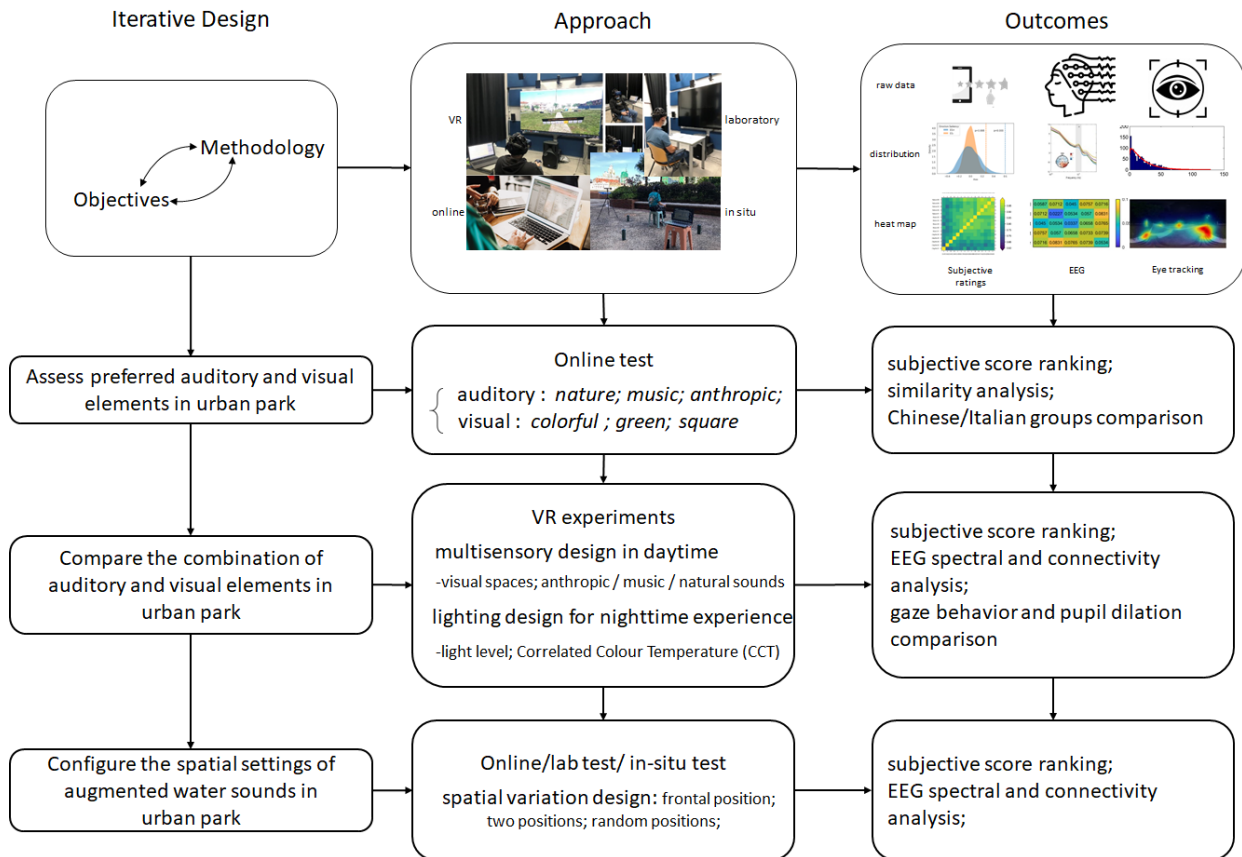 Iterative Design
Approach
Outcomes
Methodology
Objectives
VR
laboratory
online
in situ
raw data
distribution
heat map
Subjective
ratings
EEG
Eye tracking
Assess preferred auditory and visual
elements in urban park
Online test
auditory : nature; music; anthropic;
visual : colorful ; green; square
subjective score ranking;
similarity analysis;
Chinese/Italian groups comparison
Compare the combination of
auditory and visual elements in
urban park
VR experiments
multisensory design in daytime
-visual spaces; anthropic / music / natural sounds
lighting design for nighttime experience
-light level; Correlated Colour Temperature (CCT)
subjective score ranking;
EEG spectral and connectivity
analysis;
gaze behavior and pupil dilation
comparison
Configure the spatial settings of
augmented water sounds in
urban park
Online/lab test/ in-situ test
spatial variation design: frontal position;
two positions; random positions;
subjective score ranking;
EEG spectral and connectivity
analysis;